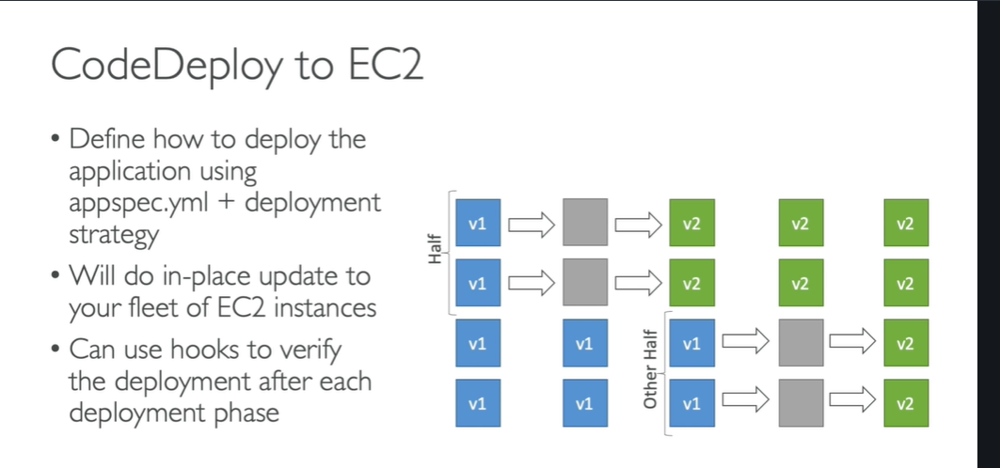 CodeDeploy to EC2
• Define how to deploy the
application using
appspec.yml + deployment
strategy
• Will do in-place update to
your fleet of EC2 instances
• Can use hooks to verify
the deployment after each
deployment phase
Half
v1 v2 v2 v2
v1 v2 v2 v2
Other Half
v1 v1 v1 v2
v1 v1 v1 v2